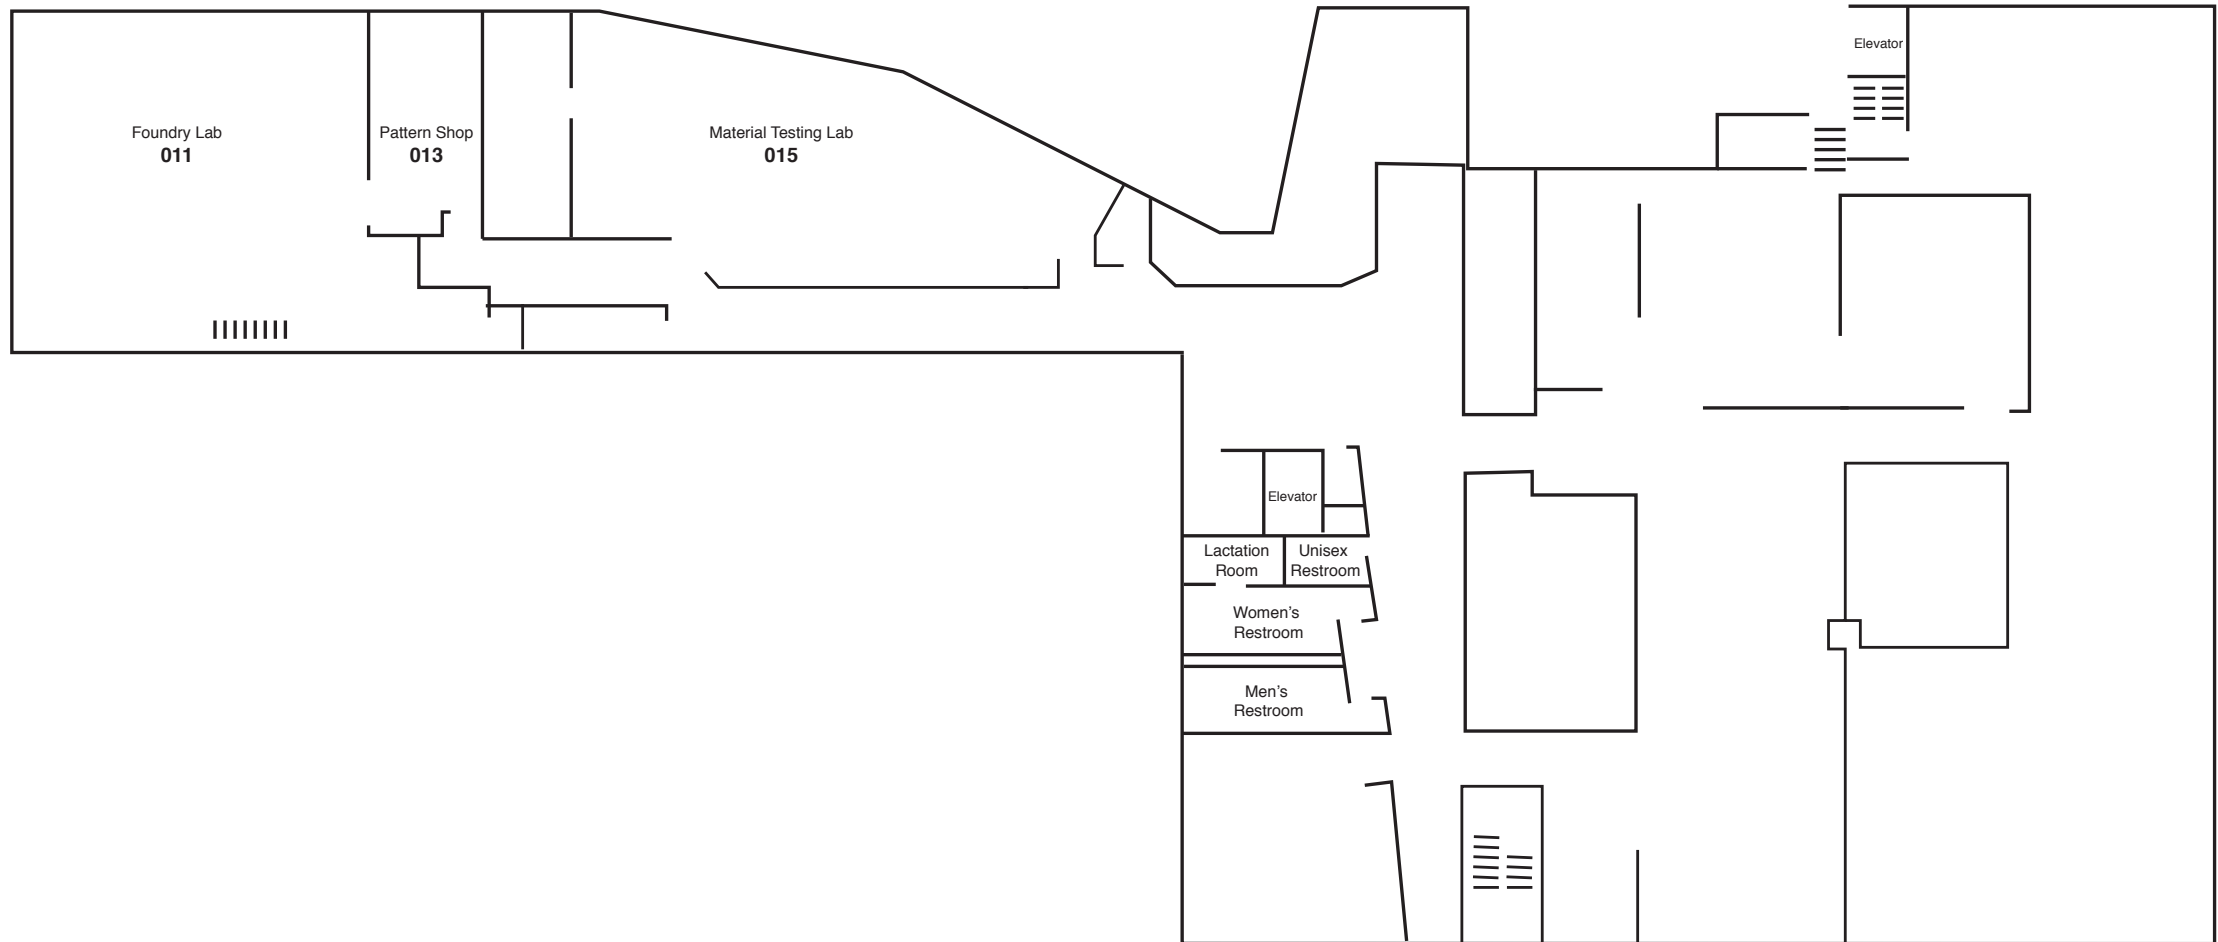 Elevator
Foundry Lab
011
Pattern Shop
013
Material Testing Lab
015
Elevator
Lactation
Room
Unisex
Restroom
Women’s
Restroom
Men’s
Restroom